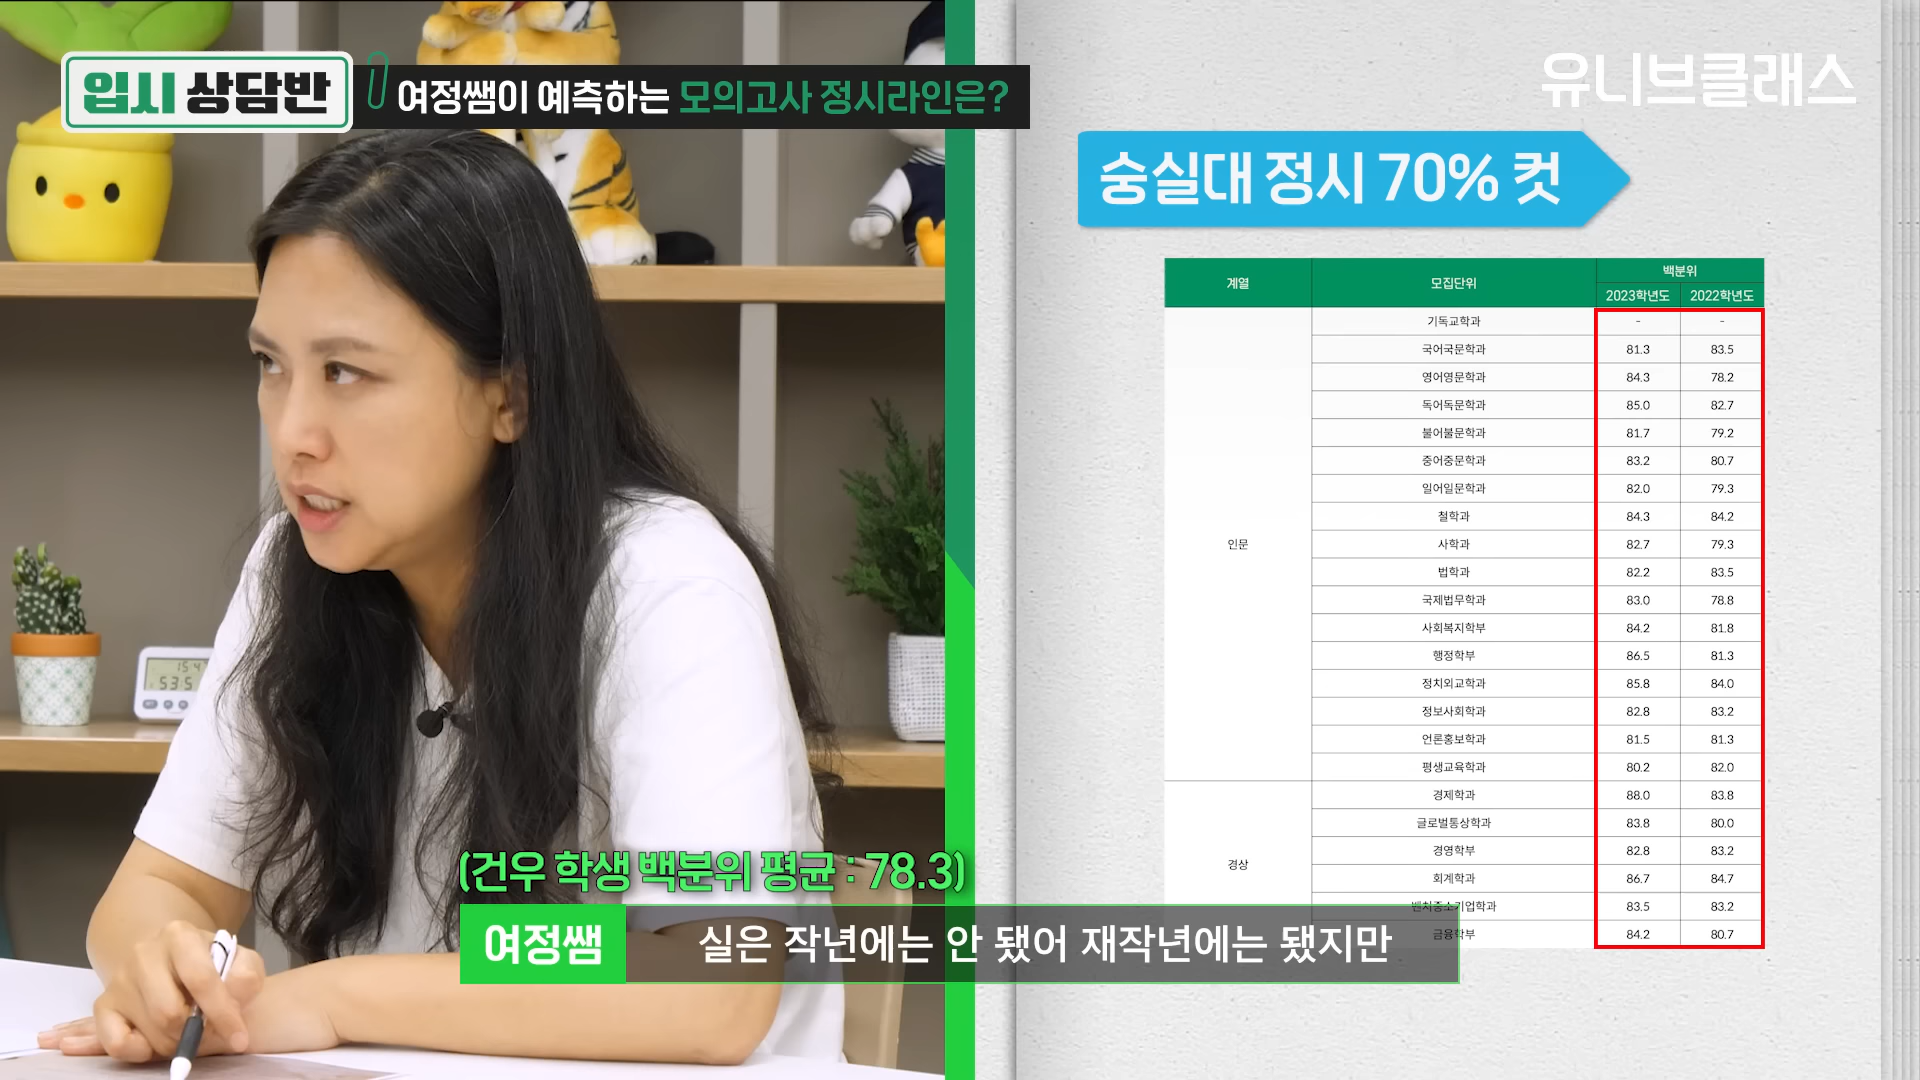 입시 상담반
여정쌤이 예측하는 모의고사 정시라인은?
유니브클래스
숭실대 정시 70% 컷
계열 모집단위 백분위
2023학년도 2022학년도
인문
기독교학과 - -
국어국문학과 81.3 83.5
영어영문학과 84.3 78.2
독어독문학과 85.0 82.7
불어불문학과 81.7 79.2
중어중문학과 83.2 80.7
일어일문학과 82.0 79.3
철학과 84.3 84.2
사학과 82.7 79.3
법학과 82.2 83.5
국제법무학과 83.0 78.8
사회복지학부 84.2 81.8
행정학부 86.5 81.3
정치외교학과 85.8 84.0
정보사회학과 82.8 83.2
언론홍보학과 81.5 81.3
평생교육학과 80.2 82.0
경상
경제학과 88.0 83.8
글로벌통상학과 83.8 80.0
경영학부 82.8 83.2
회계학과 86.7 84.7
벤처중소기업학과 83.5 83.2
금융학부 84.2 80.7
(건우 학생 백분위 평균 : 78.3)
여정쌤 실은 작년에는 안 됐어 재작년에는 됐지만